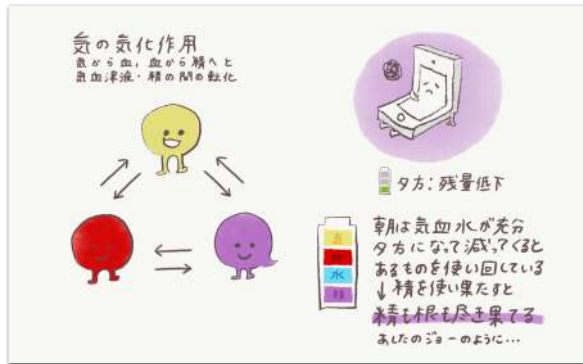 気の気化作用
気から血, 血から精へと
気血津液・精の間の転化
夕方:残量低下
朝は気血水が充分
夕方になって減ってくると
あるものを使い回している
↓精を使い果たすと
精も根も尽き果てる
あしたのジョーのように…
気
血
水
精